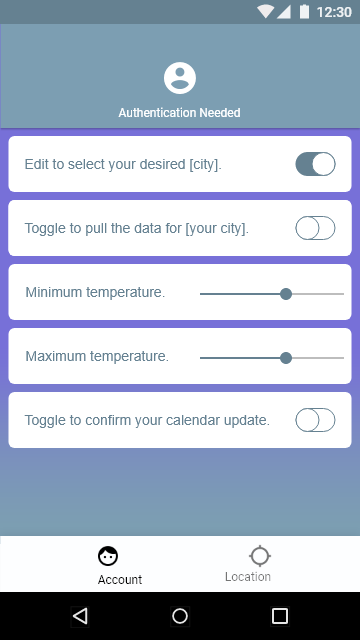 12:30
Authentication Needed
Edit to select your desired [city].
Toggle to pull the data for [your city].
Minimum temperature.
Maximum temperature.
Toggle to confirm your calendar update.
Account
Location